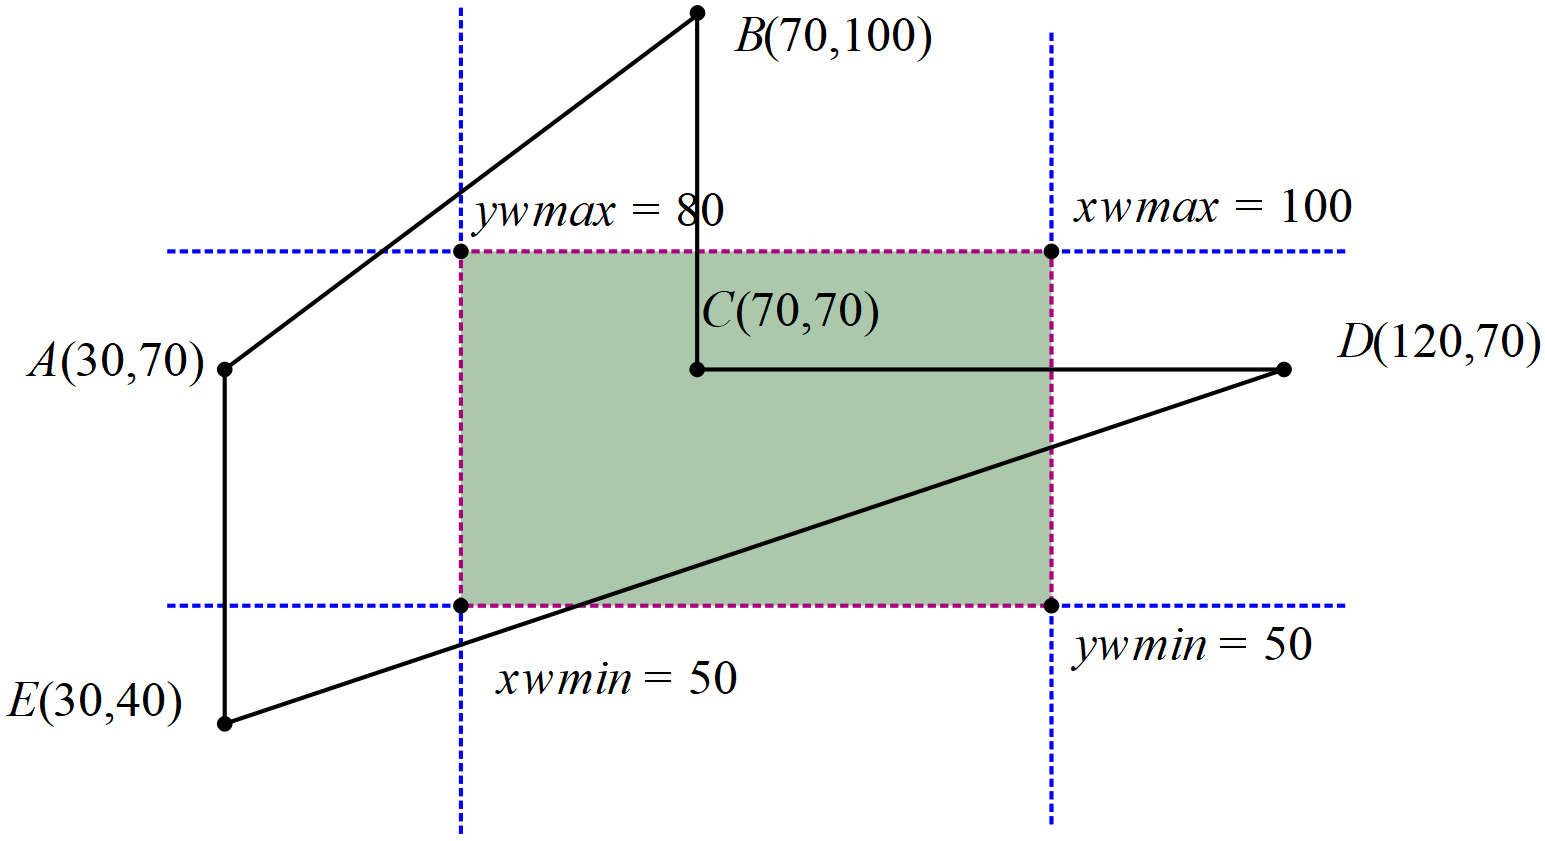 B(70,100)
ywmax = 80
xwmax = 100
C(70,70)
D(120,70)
A(30,70)
ywmin = 50
xwmin = 50
E(30,40)